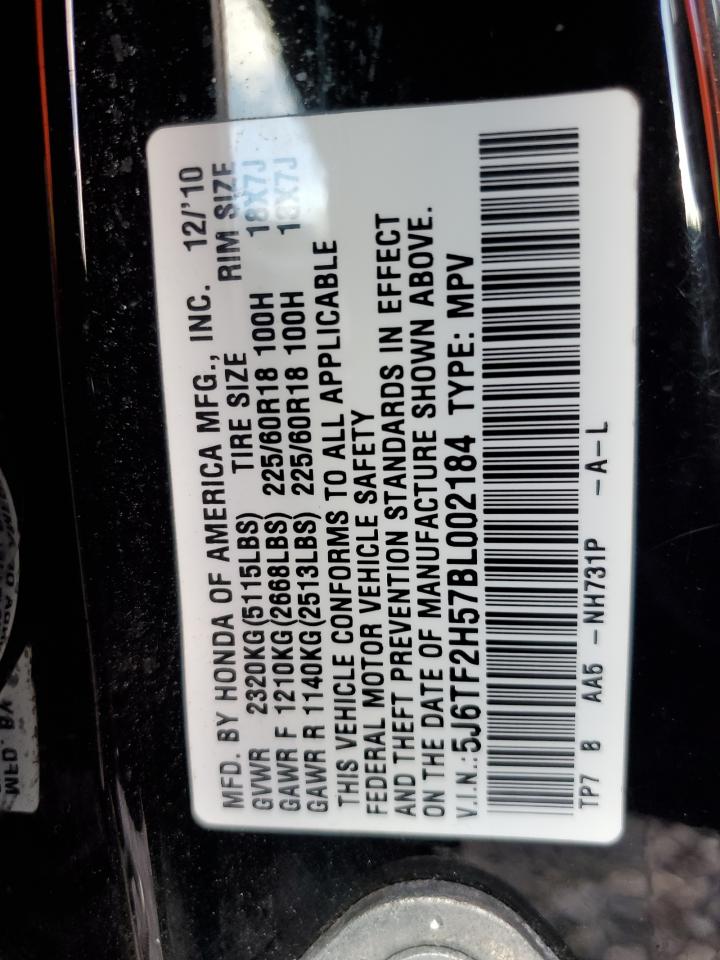 MFD. BY HONDA OF AMERICA MFG., INC. 12/'10
TIRE SIZE RIM SIZE
GVWR 2320KG(5115LBS)
GAWR F 1210KG(2668LBS) 225/60R18 100H 18X7J
GAWR R 1140KG(2513LBS) 225/60R18 100H 18X7J
THIS VEHICLE CONFORMS TO ALL APPLICABLE
FEDERAL MOTOR VEHICLE SAFETY
AND THEFT PREVENTION STANDARDS IN EFFECT
ON THE DATE OF MANUFACTURE SHOWN ABOVE.
V.I.N.:5J6TF2H57BL002184 TYPE: MPV
TP7 B AA5 -NH731P -A-L